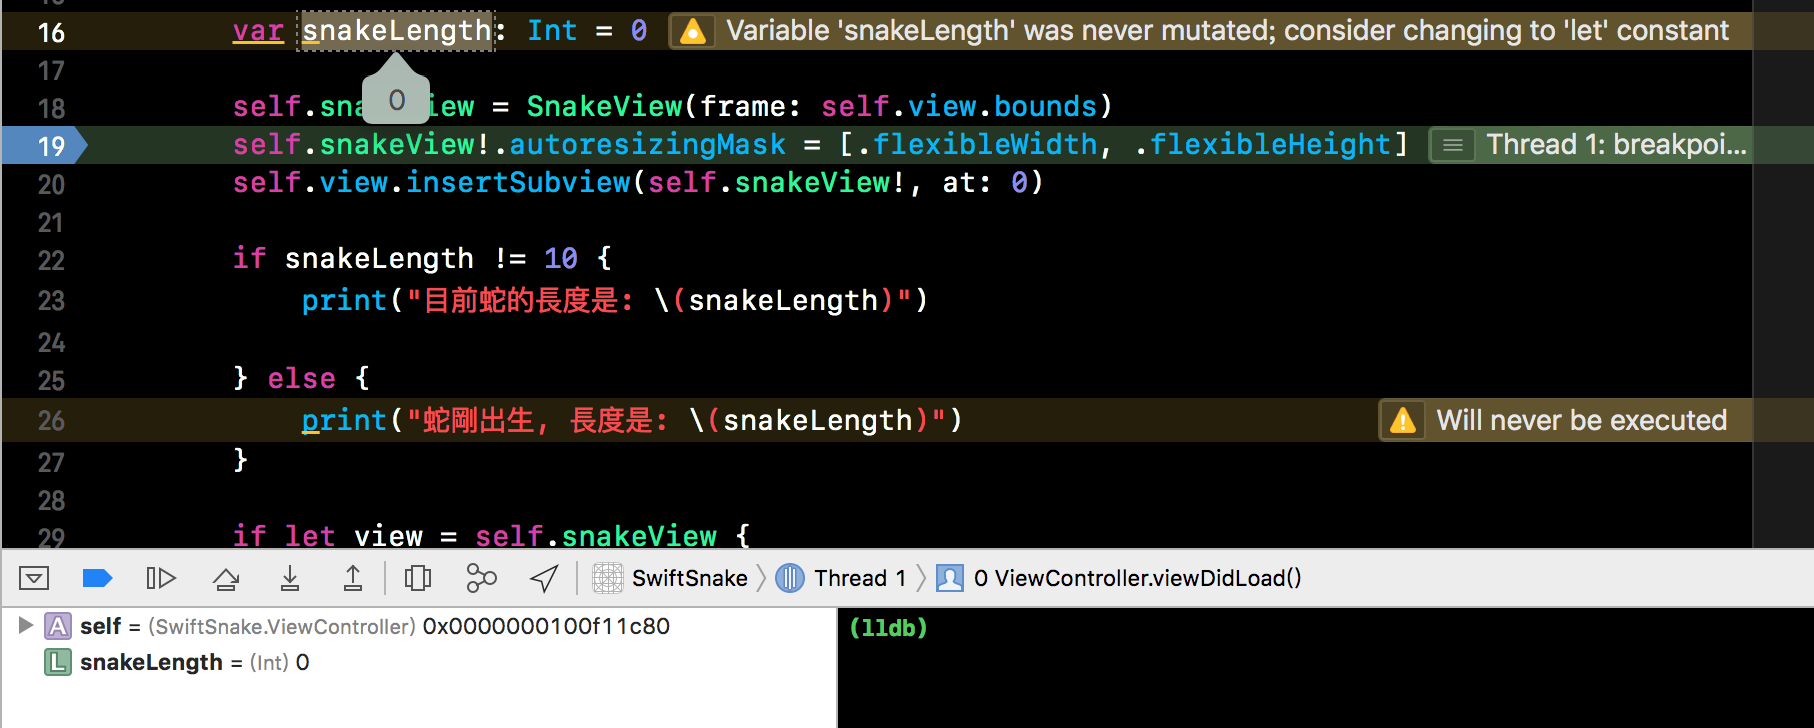 16 var snakeLength: Int = 0 Variable 'snakeLength' was never mutated; consider changing to 'let' constant
17
0
18 self.sna iew = SnakeView(frame: self.view.bounds)
19 self.snakeView!.autoresizingMask = [.flexibleWidth, .flexibleHeight] Thread 1: breakpoi...
20 self.view.insertSubview(self.snakeView!, at: 0)
21
22 if snakeLength != 10 {
23 print("目前蛇的長度是: \(snakeLength)")
24
25 } else {
26 print("蛇剛出生, 長度是: \(snakeLength)") Will never be executed
27 }
28
29 if let view = self.snakeView {
SwiftSnake Thread 1 0 ViewController.viewDidLoad()
A self = (SwiftSnake.ViewController) 0x0000000100f11c80
L snakeLength = (Int) 0
(lldb)